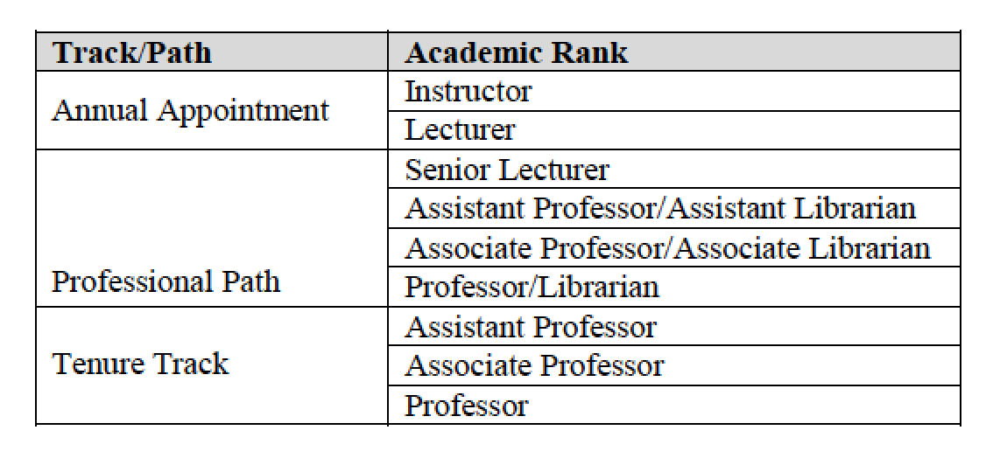 Track/Path Academic Rank
Annual Appointment
Instructor
Lecturer
Professional Path
Senior Lecturer
Assistant Professor/Assistant Librarian
Associate Professor/Associate Librarian
Professor/Librarian
Tenure Track
Assistant Professor
Associate Professor
Professor